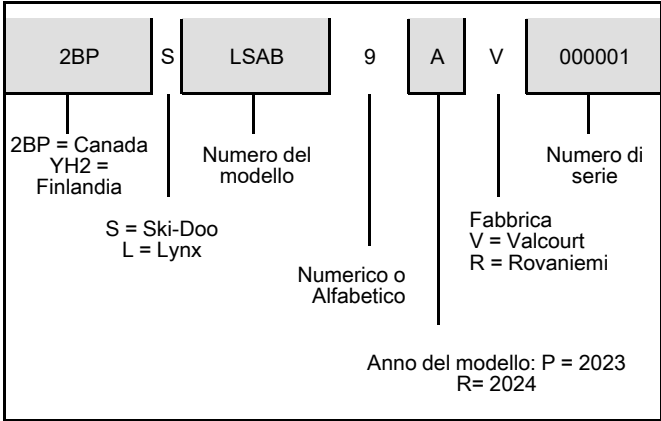 2BP S LSAB 9 A V 000001
2BP = Canada
YH2 =
Finlandia
Numero del
modello
Numero di
serie
S = Ski-Doo
L = Lynx
Fabbrica
V = Valcourt
R = Rovaniemi
Numerico o
Alfabetico
Anno del modello: P = 2023
R= 2024